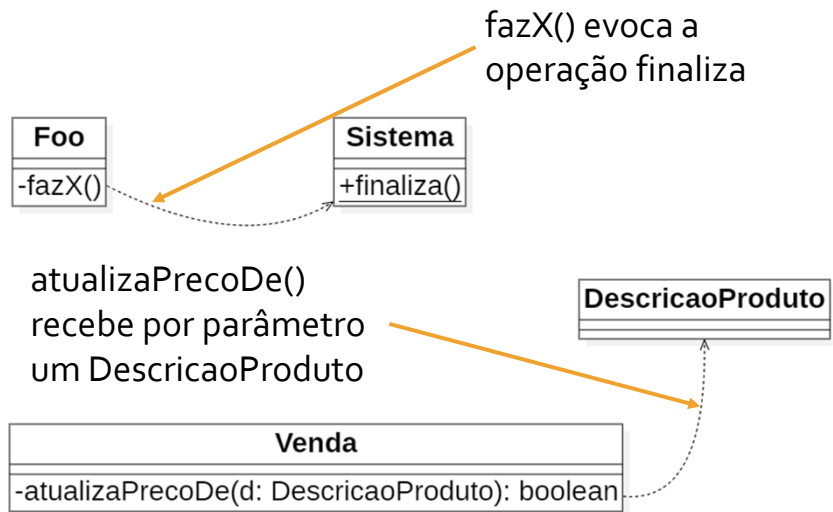 fazX() evoca a
operação finaliza
Foo
-fazX()
Sistema
+finaliza()
atualizaPrecoDe()
recebe por parâmetro
um DescricaoProduto
DescricaoProduto
Venda
-atualizaPrecoDe(d: DescricaoProduto): boolean